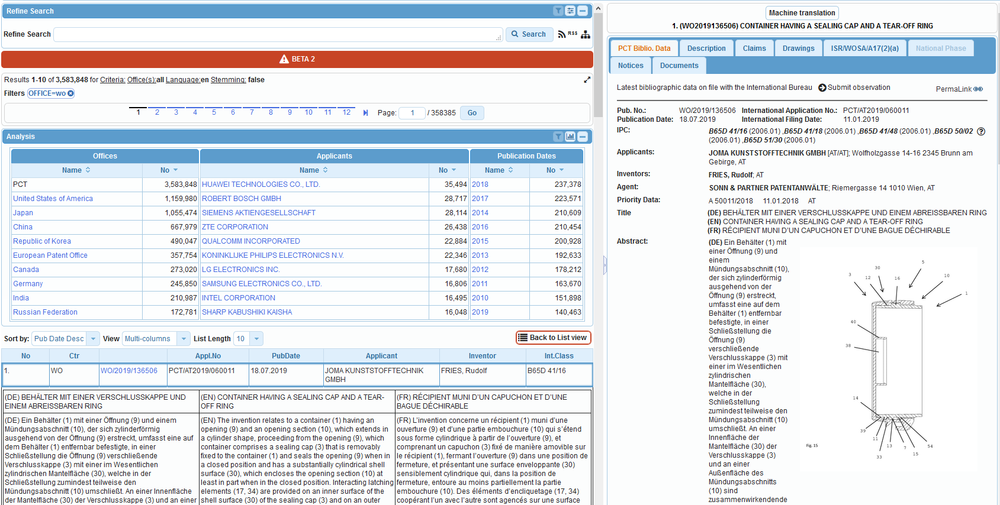 Refine Search
Refine Search
Search
RSS
BETA 2
Results 1-10 of 3,583,848 for Criteria: Office(s):all Language:en Stemming: false
Filters OFFICE=wo
1 2 3 4 5 6 7 8 9 10 11 12 Page: 1 / 358385 Go
Analysis
Offices Applicants Publication Dates
Name No Name No Name No
PCT 3,583,848 HUAWEI TECHNOLOGIES CO., LTD. 35,494 2018 237,378
United States of America 1,159,980 ROBERT BOSCH GMBH 28,717 2017 223,571
Japan 1,055,474 SIEMENS AKTIENGESELLSCHAFT 28,114 2014 210,609
China 667,979 ZTE CORPORATION 26,438 2016 210,454
Republic of Korea 490,047 QUALCOMM INCORPORATED 22,884 2015 200,928
European Patent Office 357,754 KONINKLIJKE PHILIPS ELECTRONICS N.V. 22,346 2013 192,633
Canada 273,020 LG ELECTRONICS INC. 17,680 2012 178,212
Germany 245,850 SAMSUNG ELECTRONICS CO., LTD. 16,806 2011 163,670
India 210,987 INTEL CORPORATION 16,495 2010 151,898
Russian Federation 172,781 SHARP KABUSHIKI KAISHA 16,048 2019 140,463
Sort by: Pub Date Desc View Multi-columns List Length 10 Back to List view
No Ctr Appl.No PubDate Applicant Inventor Int.Class
1. WO WO/2019/136506 PCT/AT2019/060011 18.07.2019 JOMA KUNSTSTOFFTECHNIK FRIES, Rudolf B65D 41/16
GMBH
(DE) BEHÄLTER MIT EINER VERSCHLUSSKAPPE UND
EINEM ABREISSBAREN RING
(EN) CONTAINER HAVING A SEALING CAP AND A TEAR-
OFF RING
(FR) RÉCIPIENT MUNI D'UN CAPUCHON ET D'UNE
BAGUE DÉCHIRABLE
(DE) Ein Behälter (1) mit einer Öffnung (9) und einem
Mündungsabschnitt (10), der sich zylinderförmig
ausgehend von der Öffnung (9) erstreckt, umfasst eine auf
dem Behälter (1) entfernbar befestigte, in einer
Schließstellung die Öffnung (9) verschließende
Verschlusskappe (3) mit einer im Wesentlichen
zylindrischen Mantelfläche (30), welche in der
Schließstellung zumindest teilweise den
Mündungsabschnitt (10) umschließt. An einer Innenfläche
der Mantelfläche (30) der Verschlusskappe (3) und an einer
(EN) The invention relates to a container (1) having an
opening (9) and an opening section (10), which extends in
a cylinder shape, proceeding from the opening (9), which
container comprises a sealing cap (3) that is removably
fixed to the container (1) and seals the opening (9) when in
a closed position and has a substantially cylindrical shell
surface (30), which encloses the opening section (10) at
least in part when in the closed position. Interacting latching
elements (17, 34) are provided on an inner surface of the
shell surface (30) of the sealing cap (3) and on an outer
(FR) L'invention concerne un récipient (1) muni d'une
ouverture (9) et d'une partie embouchure (10) qui s'étend
sous forme cylindrique à partir de l'ouverture (9), et
comprenant un capuchon (3) fixé de manière amovible sur
le récipient (1), fermant l'ouverture (9) dans une position de
fermeture, et présentant une surface enveloppante (30)
sensiblement cylindrique qui, dans la position de
fermeture, entoure au moins partiellement la partie
embouchure (10). Des éléments d'encliquetage (17, 34)
coopérant l'un avec l'autre sont agencés sur une surface
Machine translation
1. (WO2019136506) CONTAINER HAVING A SEALING CAP AND A TEAR-OFF RING
PCT Biblio. Data Description Claims Drawings ISR/WOSA/A17(2)(a) National Phase
Notices Documents
Latest bibliographic data on file with the International Bureau Submit observation PermaLink
Pub. No.: WO/2019/136506 International Application No.: PCT/AT2019/060011
Publication Date: 18.07.2019 International Filing Date: 11.01.2019
IPC: B65D 41/16 (2006.01) ,B65D 41/18 (2006.01) ,B65D 41/48 (2006.01) ,B65D 50/02 ?
(2006.01) ,B65D 51/30 (2006.01)
Applicants: JOMA KUNSTSTOFFTECHNIK GMBH [AT/AT]; Wolfholzgasse 14-16 2345 Brunn am
Gebirge, AT
Inventors: FRIES, Rudolf; AT
Agent: SONN & PARTNER PATENTANWÄLTE; Riemergasse 14 1010 Wien, AT
Priority Data: A 50011/2018 11.01.2018 AT
Title (DE) BEHÄLTER MIT EINER VERSCHLUSSKAPPE UND EINEM ABREISSBAREN RING
(EN) CONTAINER HAVING A SEALING CAP AND A TEAR-OFF RING
(FR) RÉCIPIENT MUNI D'UN CAPUCHON ET D'UNE BAGUE DÉCHIRABLE
Abstract: (DE) Ein Behälter (1) mit
einer Öffnung (9) und
einem
Mündungsabschnitt (10),
der sich zylinderförmig
ausgehend von der
Öffnung (9) erstreckt,
umfasst eine auf dem
Behälter (1) entfernbar
befestigte, in einer
Schließstellung die
Öffnung (9)
verschließende
Verschlusskappe (3) mit
einer im Wesentlichen
zylindrischen
Mantelfläche (30),
welche in der
Schließstellung
zumindest teilweise den
Mündungsabschnitt (10)
umschließt. An einer
Innenfläche der
Mantelfläche (30) der
Verschlusskappe (3)
und an einer
Außenfläche des
Mündungsabschnitts
(10) sind
zusammenwirkendende
5
30
3 12 16 10
1
40
38
14
39
11
13 7 54
33 15
Fig. 15